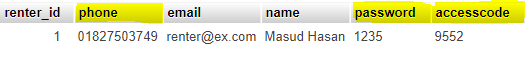 renter_id phone email name password accesscode
1 01827503749 renter@ex.com Masud Hasan 1235 9552